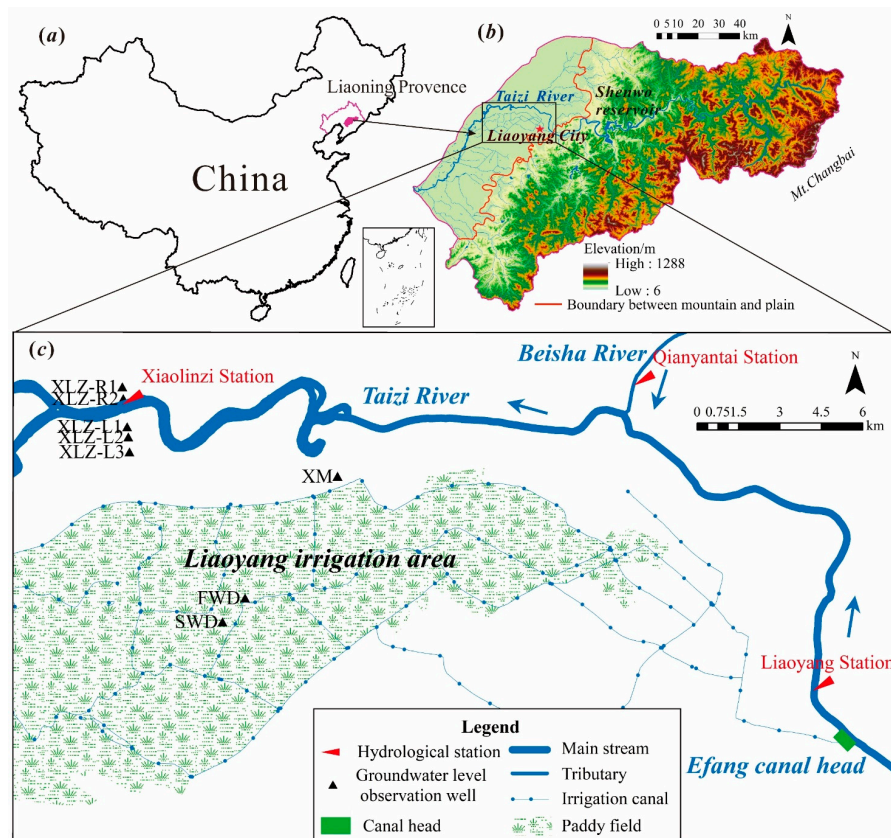 (a)
Liaoning Provence
China
(b)
0 5 10 20 30 40
km
N
Taizi River
Shenwa
reservoir
Liaoyang City
Mt.Changbai
Elevation/m
High : 1288
Low : 6
Boundary between mountain and plain
(c)
Beisha River
Qianyantai Station
XLZ-R1
XLZ-R2
Xiaolinzi Station
Taizi River
N
0 0.751.5 3 4.5 6
km
XLZ-L1
XLZ-L2
XLZ-L3
XM
Liaoyang irrigation area
FWD
SWD
Liaoyang Station
Efang canal head
Legend
Hydrological station
Main stream
Tributary
Groundwater level
observation well
Irrigation canal
Canal head
Paddy field